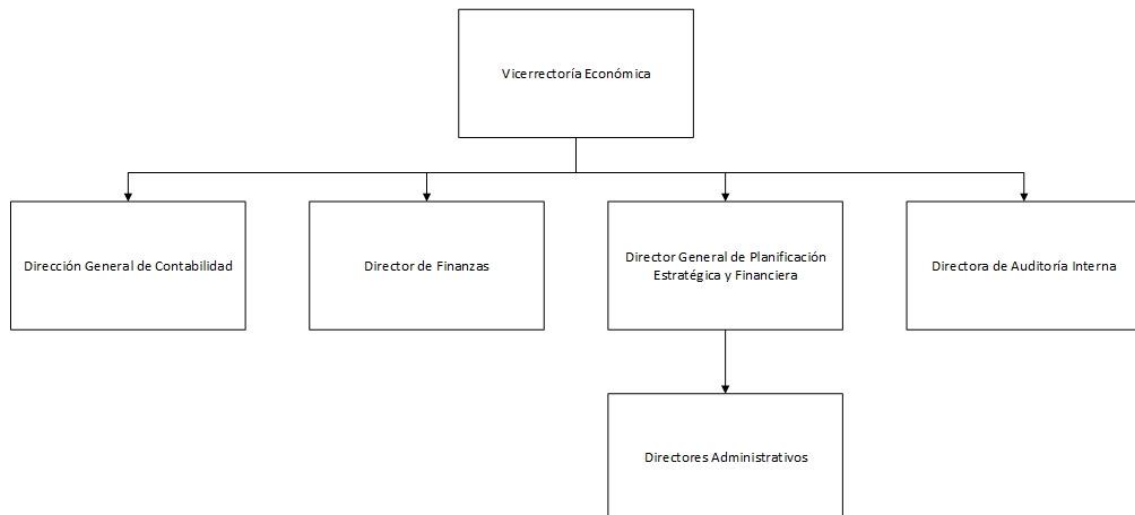 Vicerrectoría Económica
Dirección General de Contabilidad
Director de Finanzas
Director General de Planificación
Estratégica y Financiera
Directora de Auditoría Interna
Directores Administrativos